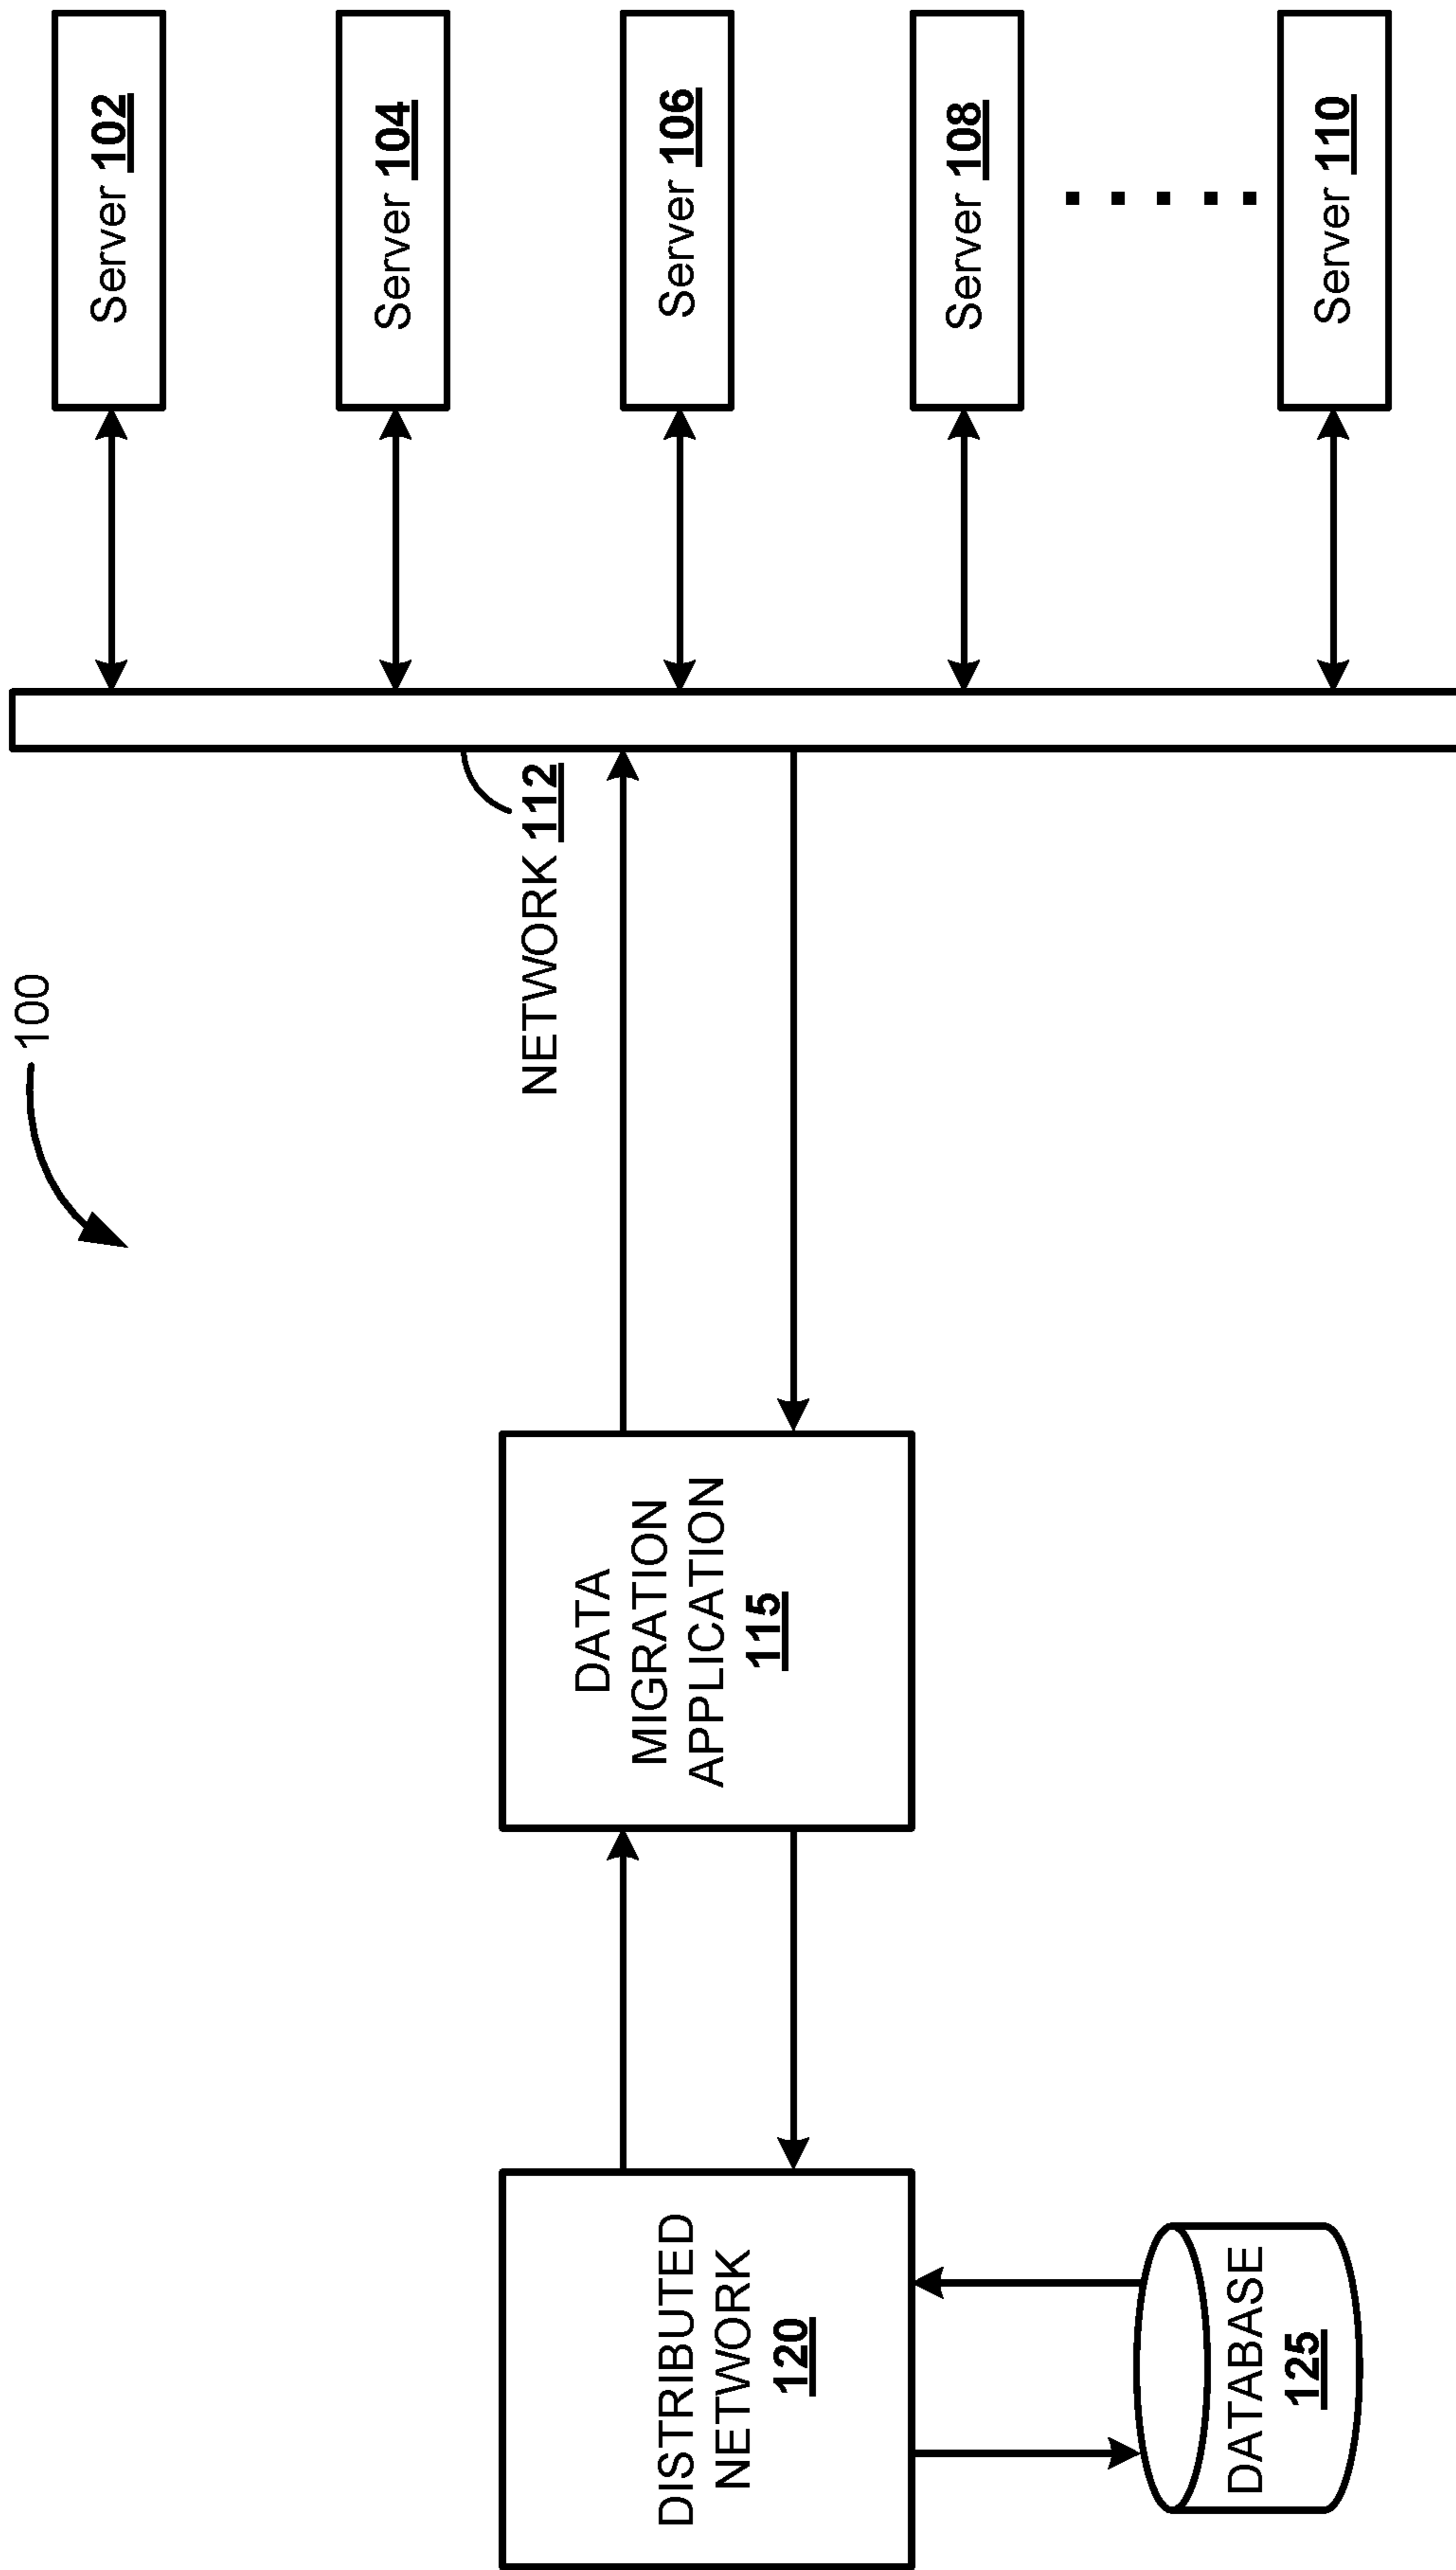 100
Server 102
Server 104
Server 106
Server 108
Server 110
NETWORK 112
DATA
MIGRATION
APPLICATION
115
DISTRIBUTED
NETWORK
120
DATABASE
125